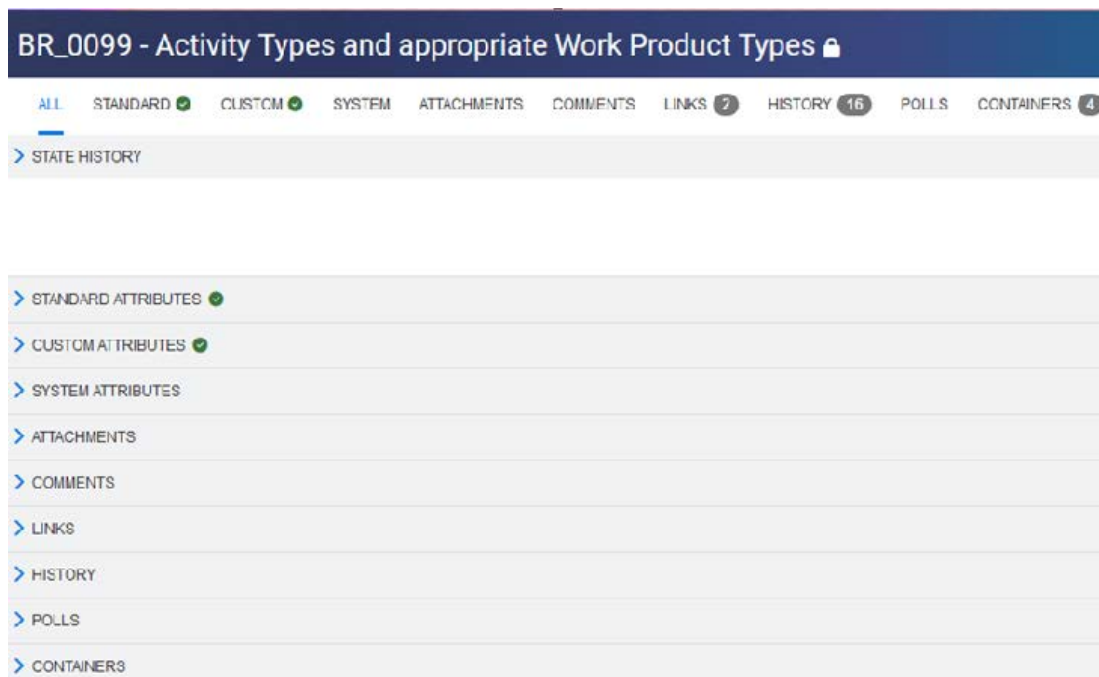 BR_0099 - Activity Types and appropriate Work Product Types
ALL STANDARD CUSTOM SYSTEM ATTACHMENTS COMMENTS LINKS 2 HISTORY 16 POLLS CONTAINERS 4
STATE HISTORY
STANDARD ATTRIBUTES
CUSTOM ATTRIBUTES
SYSTEM ATTRIBUTES
ATTACHMENTS
COMMENTS
LINKS
HISTORY
POLLS
CONTAINERS